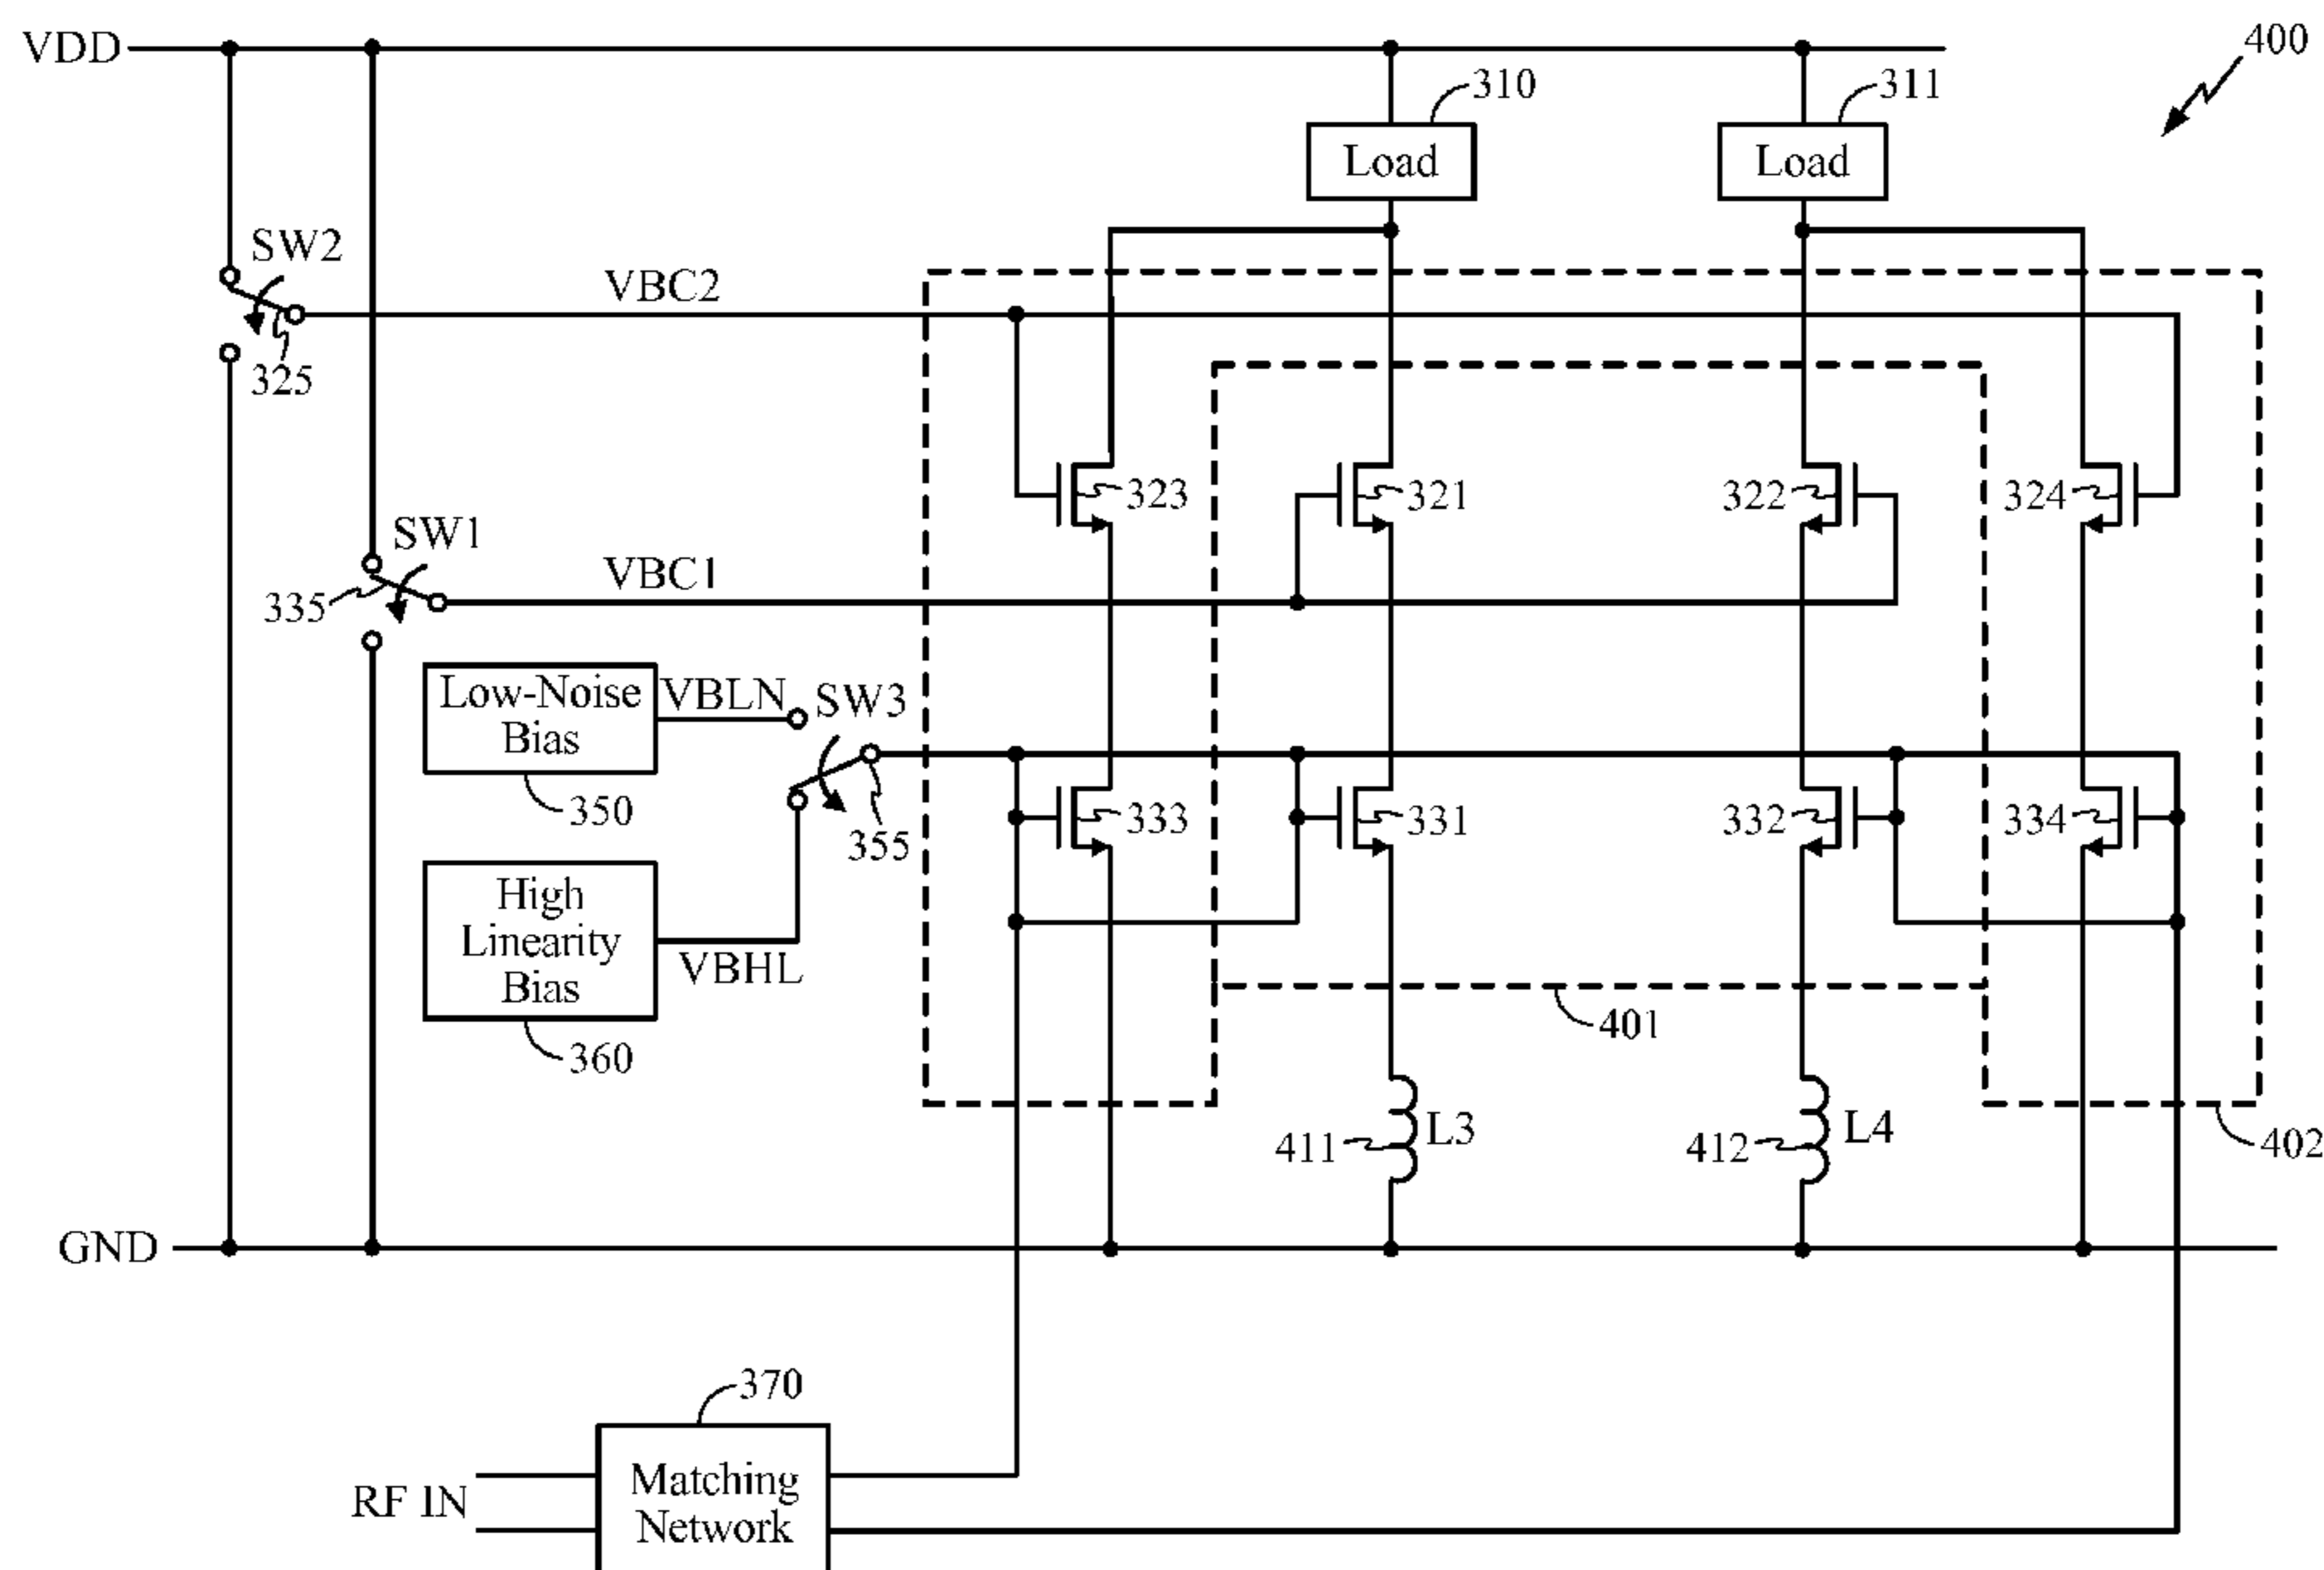 VDD
400
310
311
Load
Load
SW2
VBC2
325
323
321
322
324
SW1
VBC1
335
Low-Noise
Bias
VBLN
SW3
350
355
333
331
332
334
High
Linearity
Bias
VBHL
360
401
411
L3
412
L4
402
GND
370
Matching
Network
RF IN